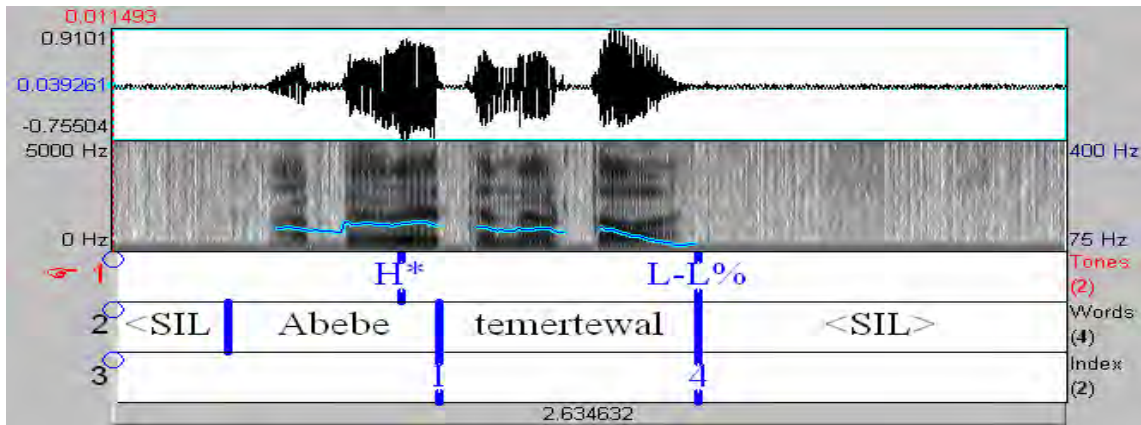 0.011493
0.9101
0.039261
-0.75504
5000 Hz 400 Hz
0 Hz 75 Hz
1 H* L-L% Tones (2)
2 <SIL Abebe temertewal <SIL> Words (4)
3 1 4 Index (2)
2.634632